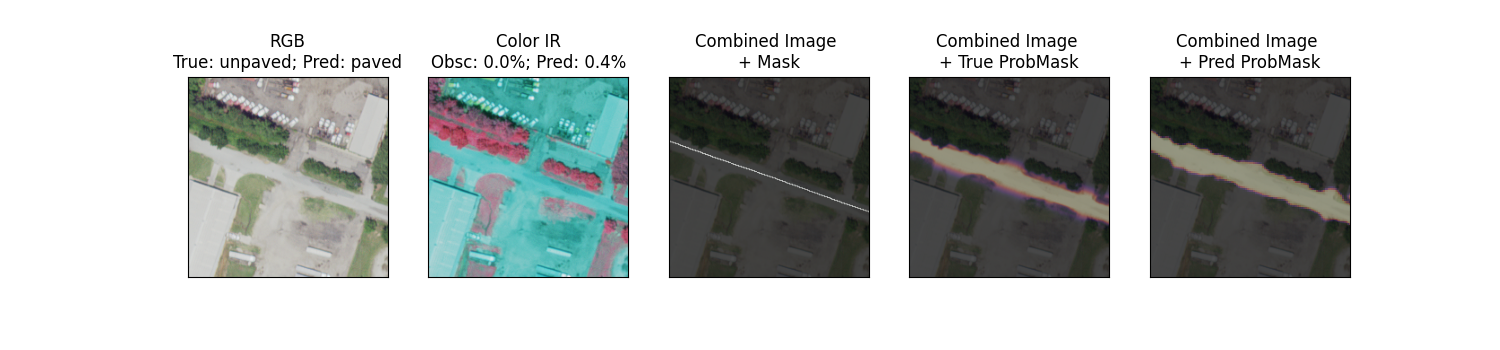 RGB
True: unpaved; Pred: paved
Color IR
Obsc: 0.0%; Pred: 0.4%
Combined Image
+ Mask
Combined Image
+ True ProbMask
Combined Image
+ Pred ProbMask